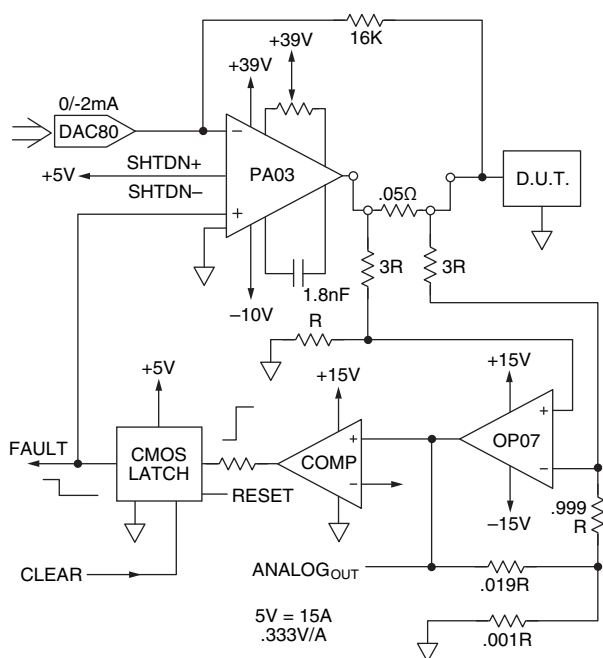 16K
+39V
+39V
0/-2mA
DAC80
−
SHTDN+
+5V
SHTDN−
PA03
+
.05Ω
D.U.T.
3R
3R
1.8nF
−10V
R
+5V
+15V
+15V
FAULT
CMOS
LATCH
COMP
+
−
OP07
+
−
RESET
−15V
.999
R
CLEAR
ANALOGOUT
.019R
5V = 15A
.333V/A
.001R